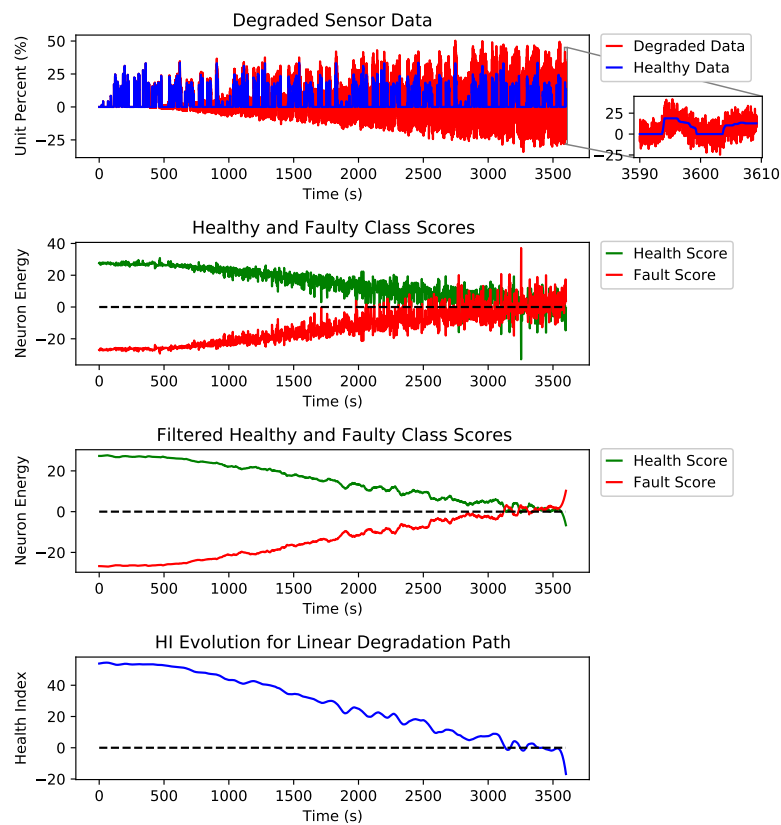 Degraded Sensor Data
Unit Percent (%)
50
25
0
−25
0 500 1000 1500 2000 2500 3000 3500
Time (s)
Degraded Data
Healthy Data
25
0
−25
3590 3600 3610
Healthy and Faulty Class Scores
Neuron Energy
40
20
0
−20
0 500 1000 1500 2000 2500 3000 3500
Time (s)
Health Score
Fault Score
Filtered Healthy and Faulty Class Scores
Neuron Energy
20
0
−20
0 500 1000 1500 2000 2500 3000 3500
Time (s)
Health Score
Fault Score
HI Evolution for Linear Degradation Path
Health Index
40
20
0
−20
0 500 1000 1500 2000 2500 3000 3500
Time (s)